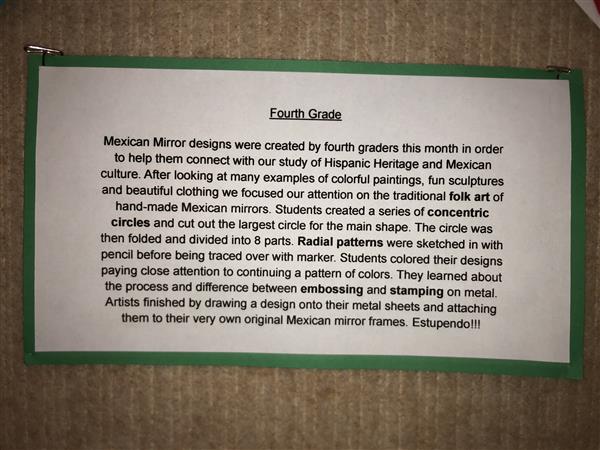 Fourth Grade
Mexican Mirror designs were created by fourth graders this month in order
to help them connect with our study of Hispanic Heritage and Mexican
culture. After looking at many examples of colorful paintings, fun sculptures
and beautiful clothing we focused our attention on the traditional folk art of
hand-made Mexican mirrors. Students created a series of concentric
circles and cut out the largest circle for the main shape. The circle was
then folded and divided into 8 parts. Radial patterns were sketched in with
pencil before being traced over with marker. Students colored their designs
paying close attention to continuing a pattern of colors. They learned about
the process and difference between embossing and stamping on metal.
Artists finished by drawing a design onto their metal sheets and attaching
them to their very own original Mexican mirror frames. Estupendo!!!